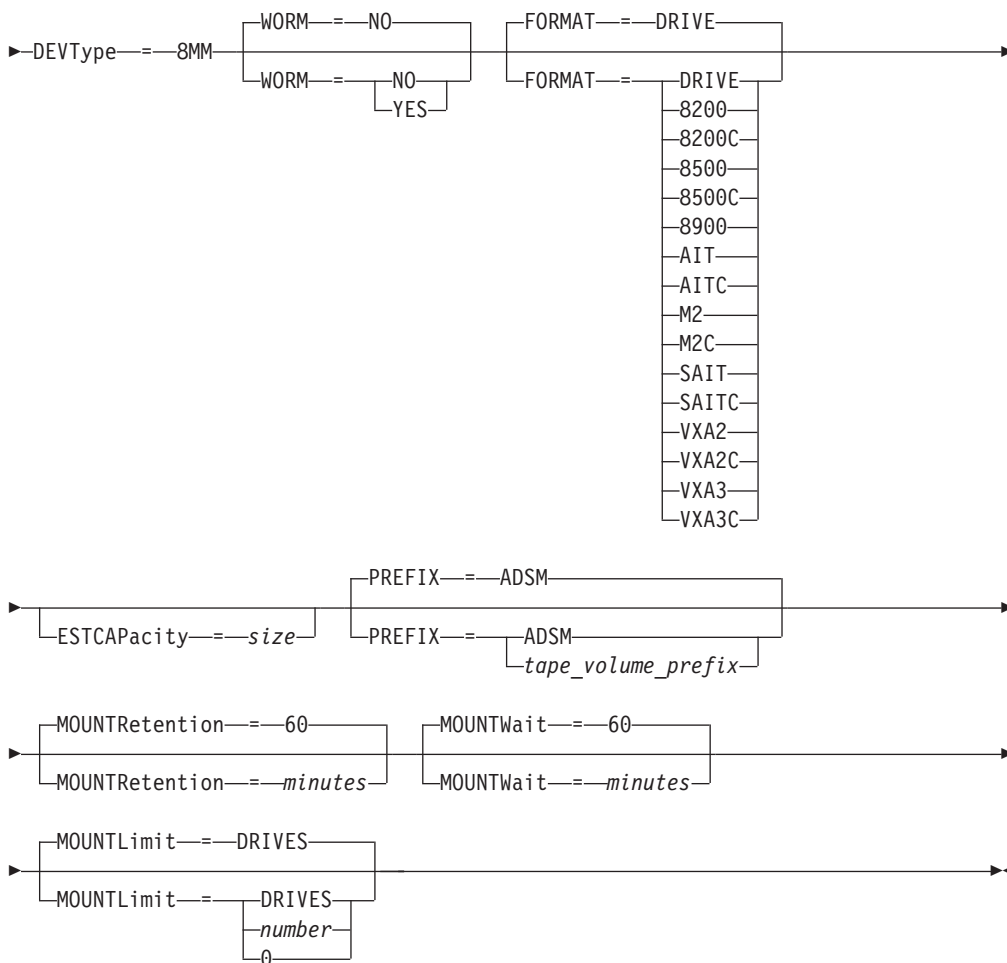 WORM = NO FORMAT = DRIVE
DEVType = 8MM
WORM = NO FORMAT = DRIVE
YES 8200
8200C
8500
8500C
8900
AIT
AITC
M2
M2C
SAIT
SAITC
VXA2
VXA2C
VXA3
VXA3C
PREFIX = ADSM
ESTCAPacity = size PREFIX = ADSM
tape_volume_prefix
MOUNTRetention = 60 MOUNTWait = 60
MOUNTRetention = minutes MOUNTWait = minutes
MOUNTLimit = DRIVES
MOUNTLimit = DRIVES
number
0